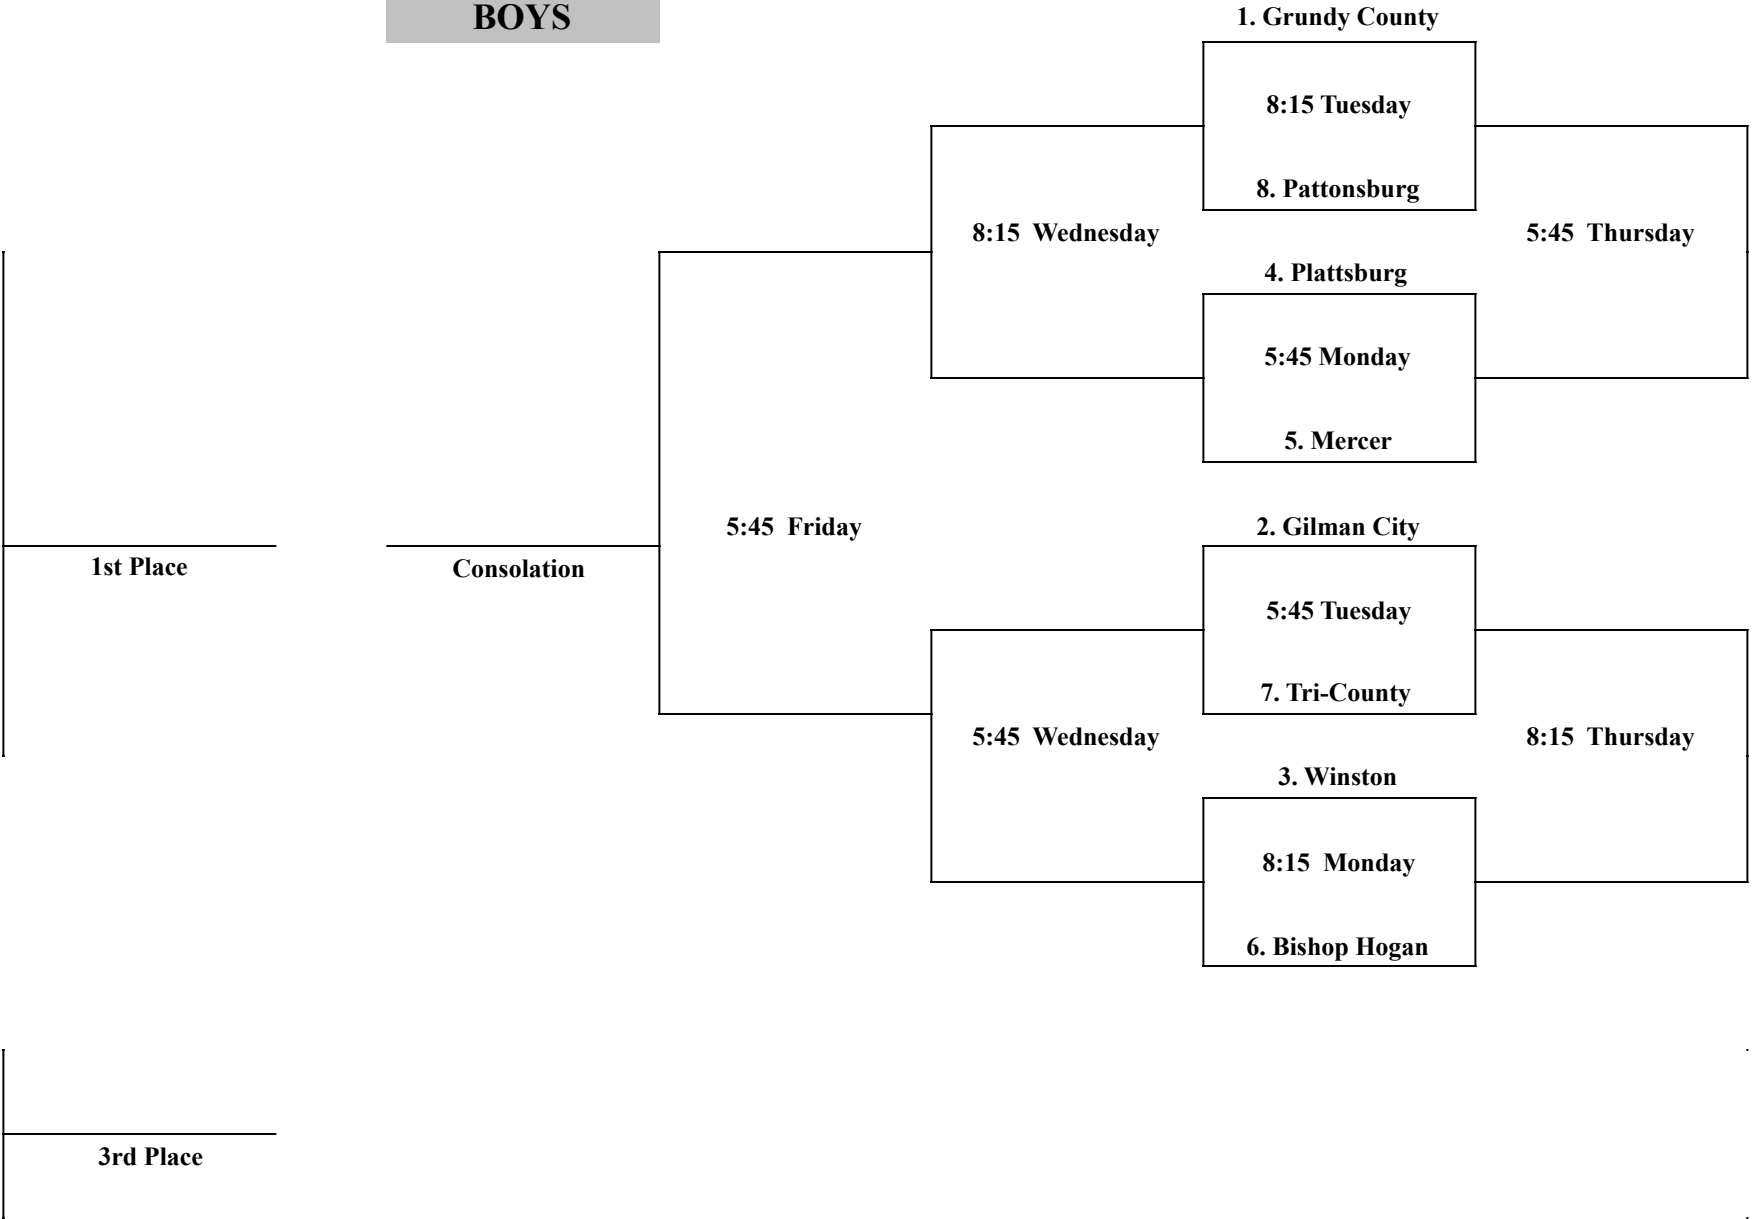 BOYS
1. Grundy County
8:15 Tuesday
8. Pattonsburg
8:15  Wednesday
5:45  Thursday
4. Plattsburg
5:45 Monday
5. Mercer
5:45  Friday
2. Gilman City
1st Place
Consolation
5:45 Tuesday
7. Tri-County
5:45  Wednesday
8:15  Thursday
3. Winston
8:15  Monday
6. Bishop Hogan
3rd Place